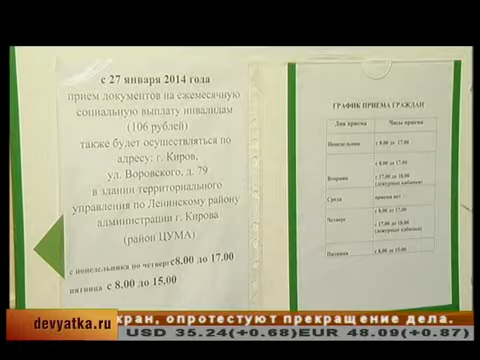 с 27 января 2014 года
прием документов на ежемесячную
социальную выплату инвалидам
(106 рублей)
также будет осуществляться по
адресу: г. Киров,
ул. Воровского, д. 79
в здании территориального
управления по Ленинскому району
администрации г. Кирова
(район ЦУМА)
с понедельника по четверг с 8.00 до 17.00
пятница с 8.00 до 15.00
ГРАФИК ПРИЕМА ГРАЖДАН
Дни приема Часы приема
Понедельник с 8.00 до 17.00
Вторник с 8.00 до 17.00
с 17.00 до 18.00
(дежурные кабинки)
Среда приема нет
Четверг с 8.00 до 17.00
с 17.00 до 18.00
(дежурные кабинки)
Пятница с 8.00 до 15.00
devyatka.ru
хран, опротестуют прекращение дела.
USD 35.24(+0.68)EUR 48.09(+0.87)